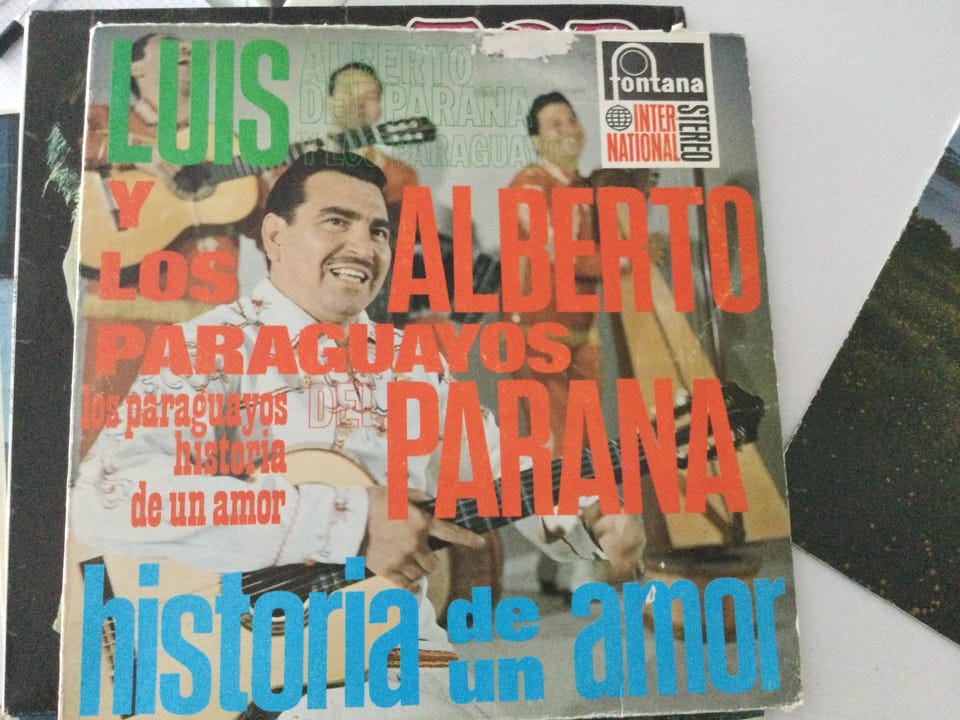 LUIS
ALBERTO
DEL PARANA
Y LOS PARAGUAYOS
fontana
INTER
NATIONAL
STEREO
Y
LOS
ALBERTO
PARAGUAYOS
DEL
PARANA
los paraguayos
historia
de un amor
historia de un amor